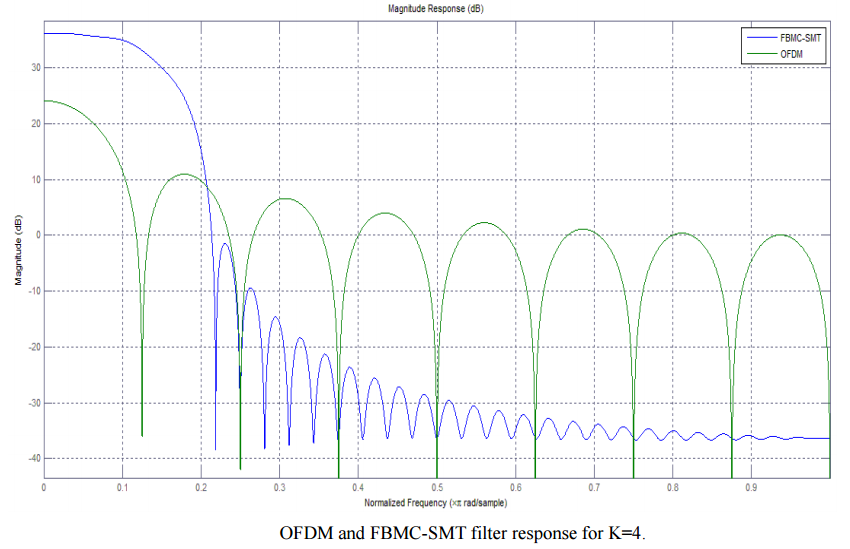 Magnitude Response (dB)
FBMC-SMT
OFDM
30
20
10
0
-10
-20
-30
-40
Magnitude (dB)
0 0.1 0.2 0.3 0.4 0.5 0.6 0.7 0.8 0.9
Normalized Frequency (×π rad/sample)
OFDM and FBMC-SMT filter response for K=4.